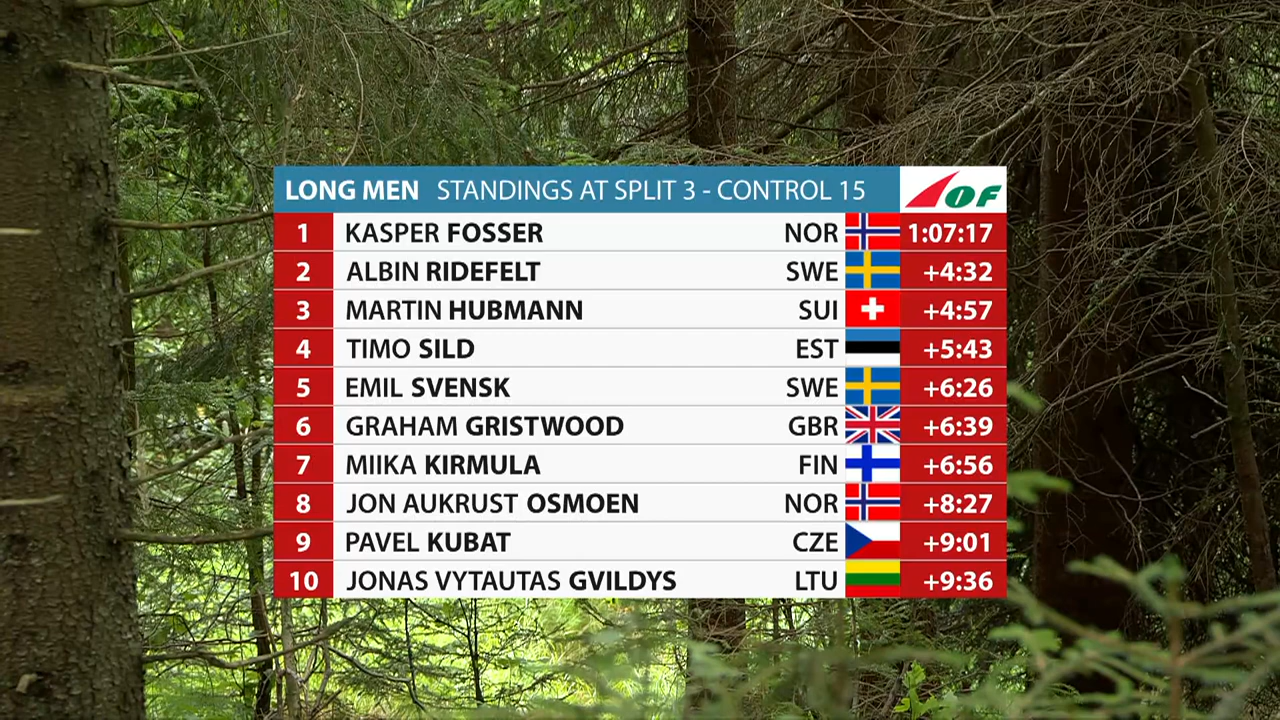 LONG MEN STANDINGS AT SPLIT 3 - CONTROL 15 IOF
1 KASPER FOSSER NOR 1:07:17
2 ALBIN RIDEFELT SWE +4:32
3 MARTIN HUBMANN SUI +4:57
4 TIMO SILD EST +5:43
5 EMIL SVENSK SWE +6:26
6 GRAHAM GRISTWOOD GBR +6:39
7 MIIKA KIRMULA FIN +6:56
8 JON AUKRUST OSMOEN NOR +8:27
9 PAVEL KUBAT CZE +9:01
10 JONAS VYTAUTAS GVILDYS LTU +9:36